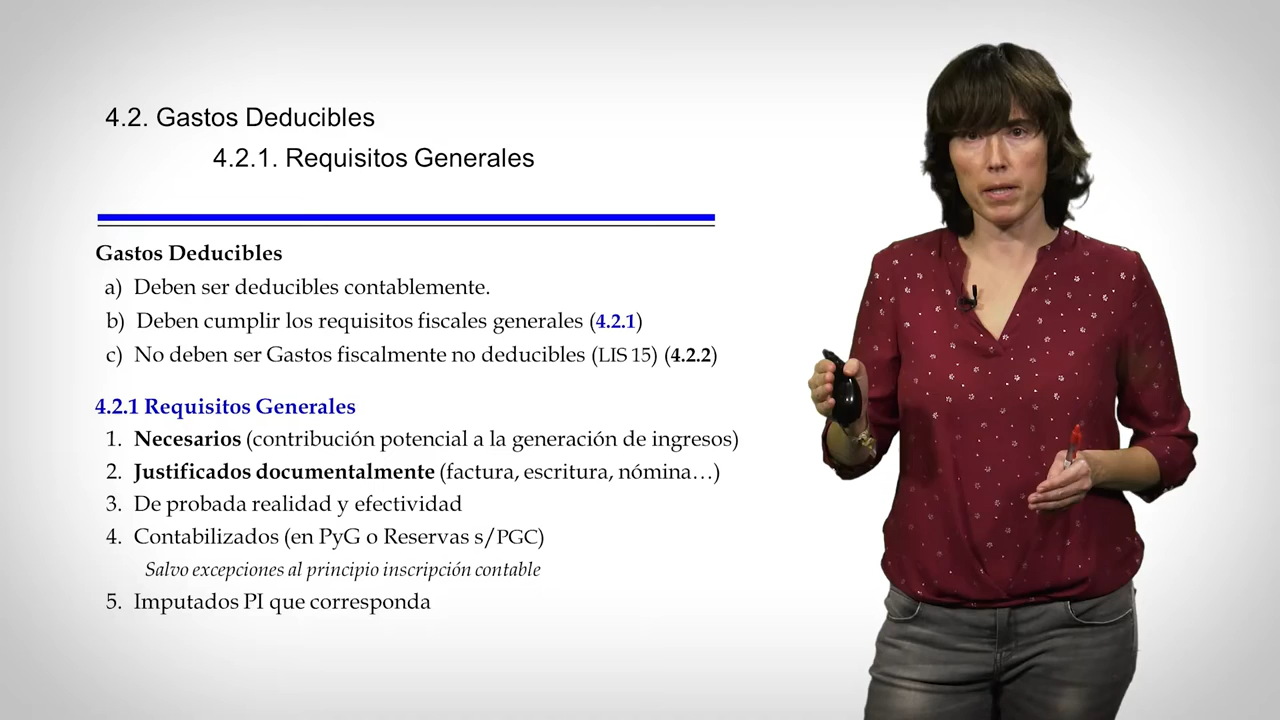 4.2. Gastos Deducibles
4.2.1. Requisitos Generales
Gastos Deducibles
a) Deben ser deducibles contablemente.
b) Deben cumplir los requisitos fiscales generales (4.2.1)
c) No deben ser Gastos fiscalmente no deducibles (LIS 15) (4.2.2)
4.2.1 Requisitos Generales
1. Necesarios (contribución potencial a la generación de ingresos)
2. Justificados documentalmente (factura, escritura, nómina…)
3. De probada realidad y efectividad
4. Contabilizados (en PyG o Reservas s/PGC)
Salvo excepciones al principio inscripción contable
5. Imputados PI que corresponda